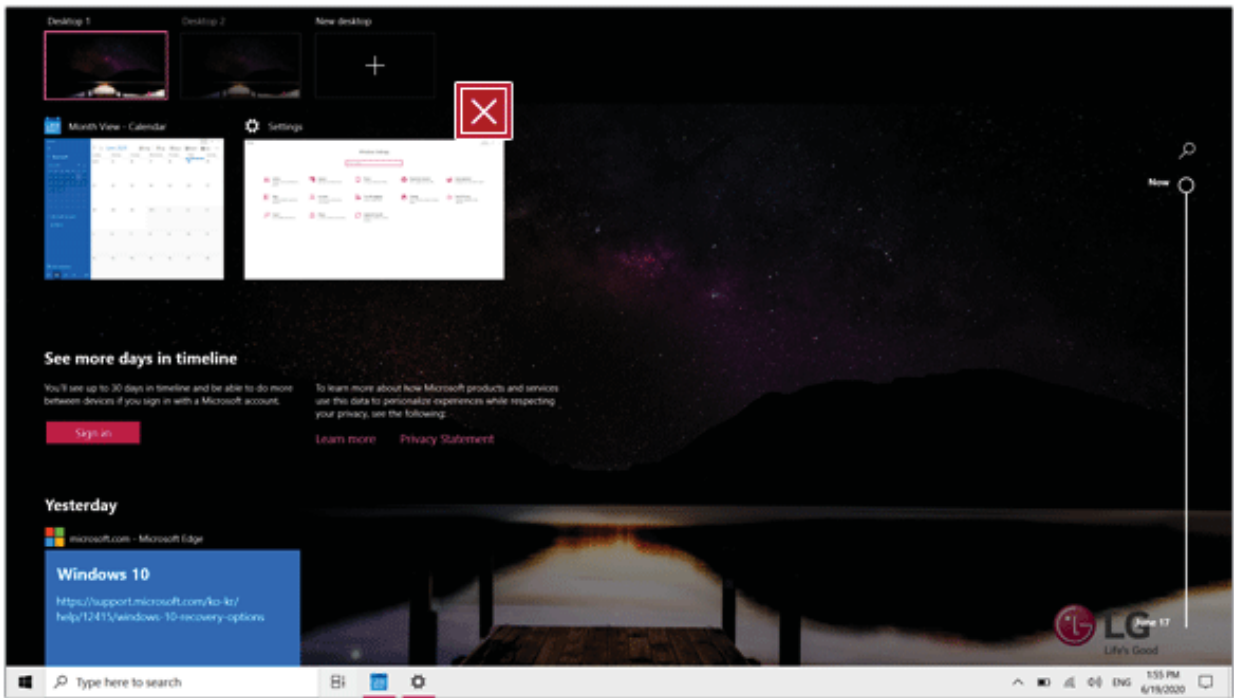 Desktop 1
Desktop 2
New desktop
Month View - Calendar
Settings
Windows Settings
Now
See more days in timeline
You'll see up to 30 days in timeline and be able to do more
between devices if you sign in with a Microsoft account.
To learn more about how Microsoft products and services
use this data to personalize experiences while respecting
your privacy, see the following:
Sign in
Learn more
Privacy Statement
Yesterday
microsoft.com - Microsoft Edge
Windows 10
https://support.microsoft.com/ko-kr/
help/12415/windows-10-recovery-options
LG
June 17
Life's Good
Type here to search
ENG
1:55 PM
6/19/2020